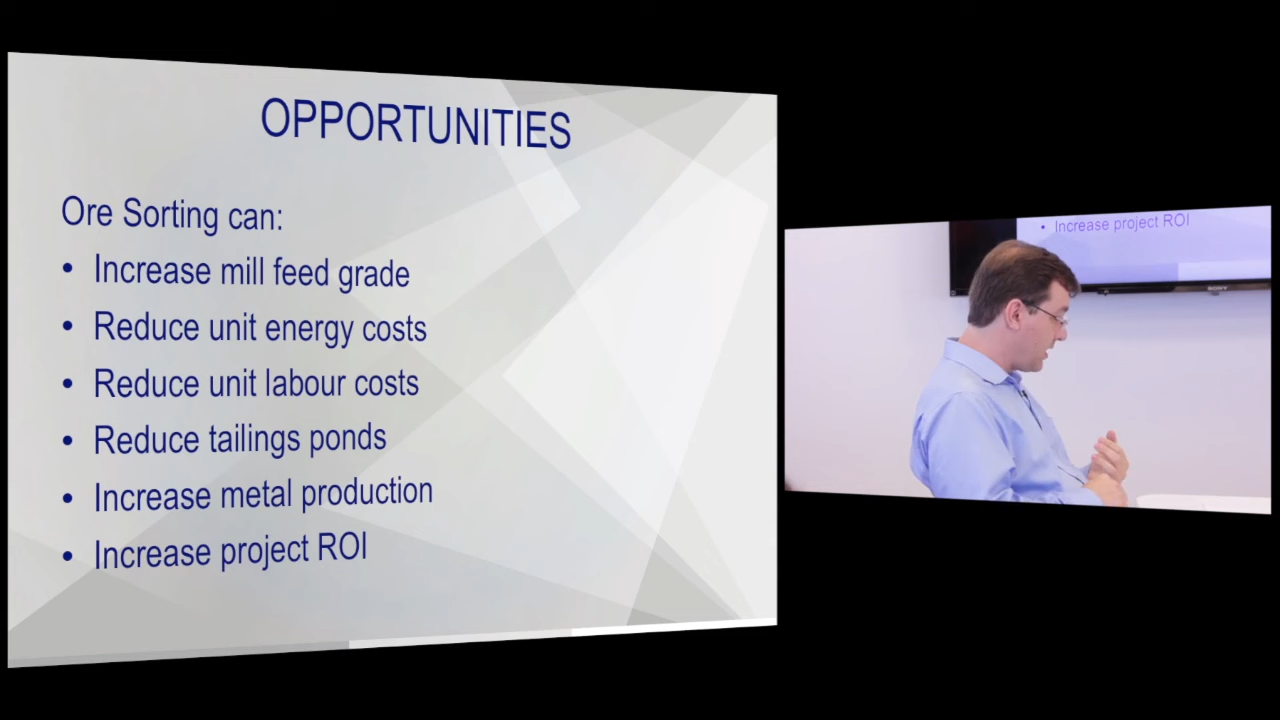 OPPORTUNITIES
Ore Sorting can:
• Increase mill feed grade
• Reduce unit energy costs
• Reduce unit labour costs
• Reduce tailings ponds
• Increase metal production
• Increase project ROI
• Increase project ROI
SONY